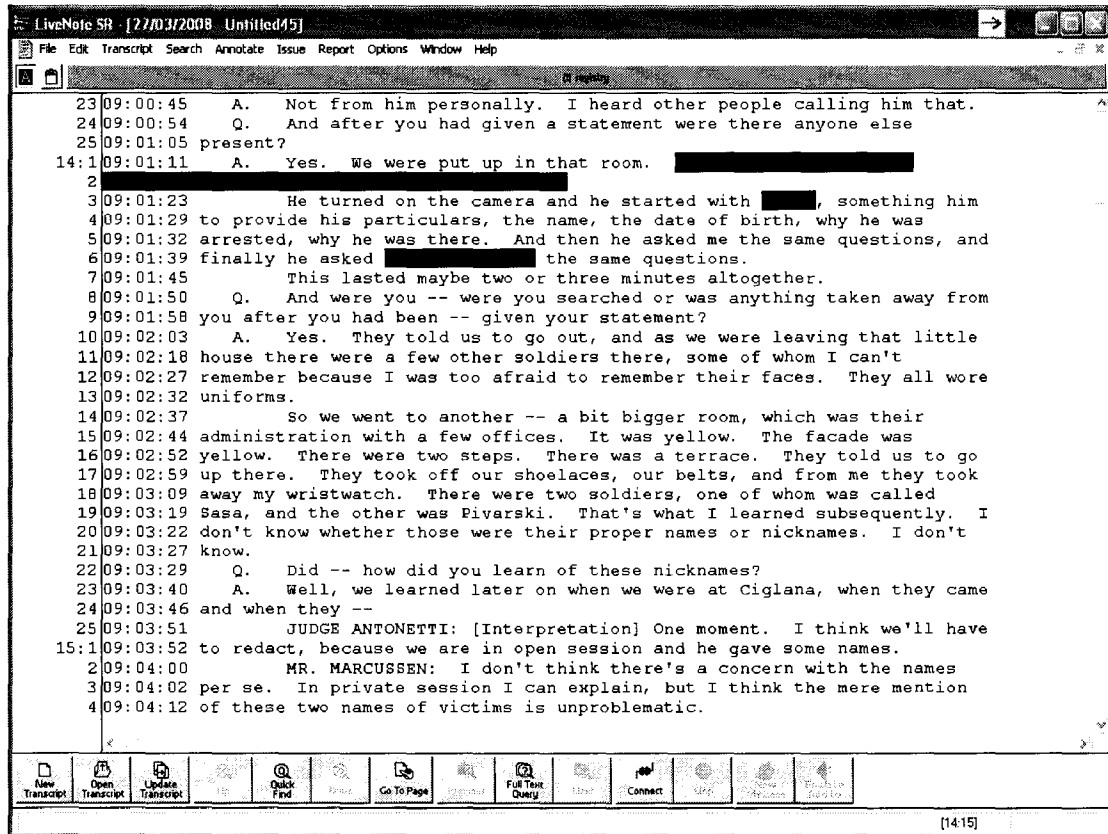 LiveNote SR - [27/03/2008 Untitled45]
File Edit Transcript Search Annotate Issue Report Options Window Help
registry
23 09:00:45 A. Not from him personally. I heard other people calling him that.
24 09:00:54 Q. And after you had given a statement were there anyone else
25 09:01:05 present?
14:1 09:01:11 A. Yes. We were put up in that room.
2
3 09:01:23 He turned on the camera and he started with , something him
4 09:01:29 to provide his particulars, the name, the date of birth, why he was
5 09:01:32 arrested, why he was there. And then he asked me the same questions, and
6 09:01:39 finally he asked the same questions.
7 09:01:45 This lasted maybe two or three minutes altogether.
8 09:01:50 Q. And were you -- were you searched or was anything taken away from
9 09:01:58 you after you had been -- given your statement?
10 09:02:03 A. Yes. They told us to go out, and as we were leaving that little
11 09:02:18 house there were a few other soldiers there, some of whom I can't
12 09:02:27 remember because I was too afraid to remember their faces. They all wore
13 09:02:32 uniforms.
14 09:02:37 So we went to another -- a bit bigger room, which was their
15 09:02:44 administration with a few offices. It was yellow. The facade was
16 09:02:52 yellow. There were two steps. There was a terrace. They told us to go
17 09:02:59 up there. They took off our shoelaces, our belts, and from me they took
18 09:03:09 away my wristwatch. There were two soldiers, one of whom was called
19 09:03:19 Sasa, and the other was Pivarski. That's what I learned subsequently. I
20 09:03:22 don't know whether those were their proper names or nicknames. I don't
21 09:03:27 know.
22 09:03:29 Q. Did -- how did you learn of these nicknames?
23 09:03:40 A. Well, we learned later on when we were at Ciglana, when they came
24 09:03:46 and when they --
25 09:03:51 JUDGE ANTONETTI: [Interpretation] One moment. I think we'll have
15:1 09:03:52 to redact, because we are in open session and he gave some names.
2 09:04:00 MR. MARCUSSEN: I don't think there's a concern with the names
3 09:04:02 per se. In private session I can explain, but I think the mere mention
4 09:04:12 of these two names of victims is unproblematic.
New Transcript Open Transcript Update Transcript Up Quick Find Go To Page Full Text Query Connect
[14:15]